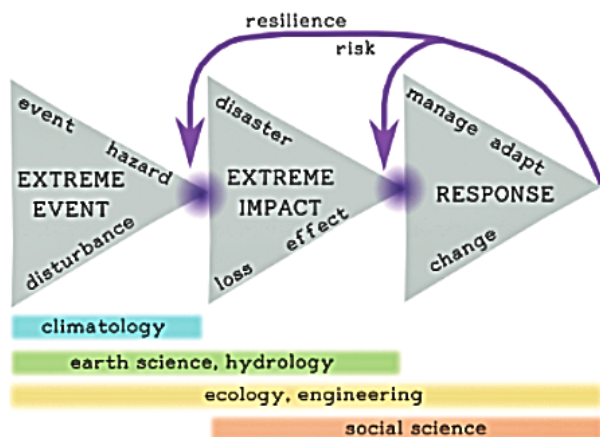 resilience
risk
event
hazard
EXTREME
EVENT
disturbance
disaster
EXTREME
IMPACT
effect
loss
manage
adapt
RESPONSE
change
climatology
earth science, hydrology
ecology, engineering
social science